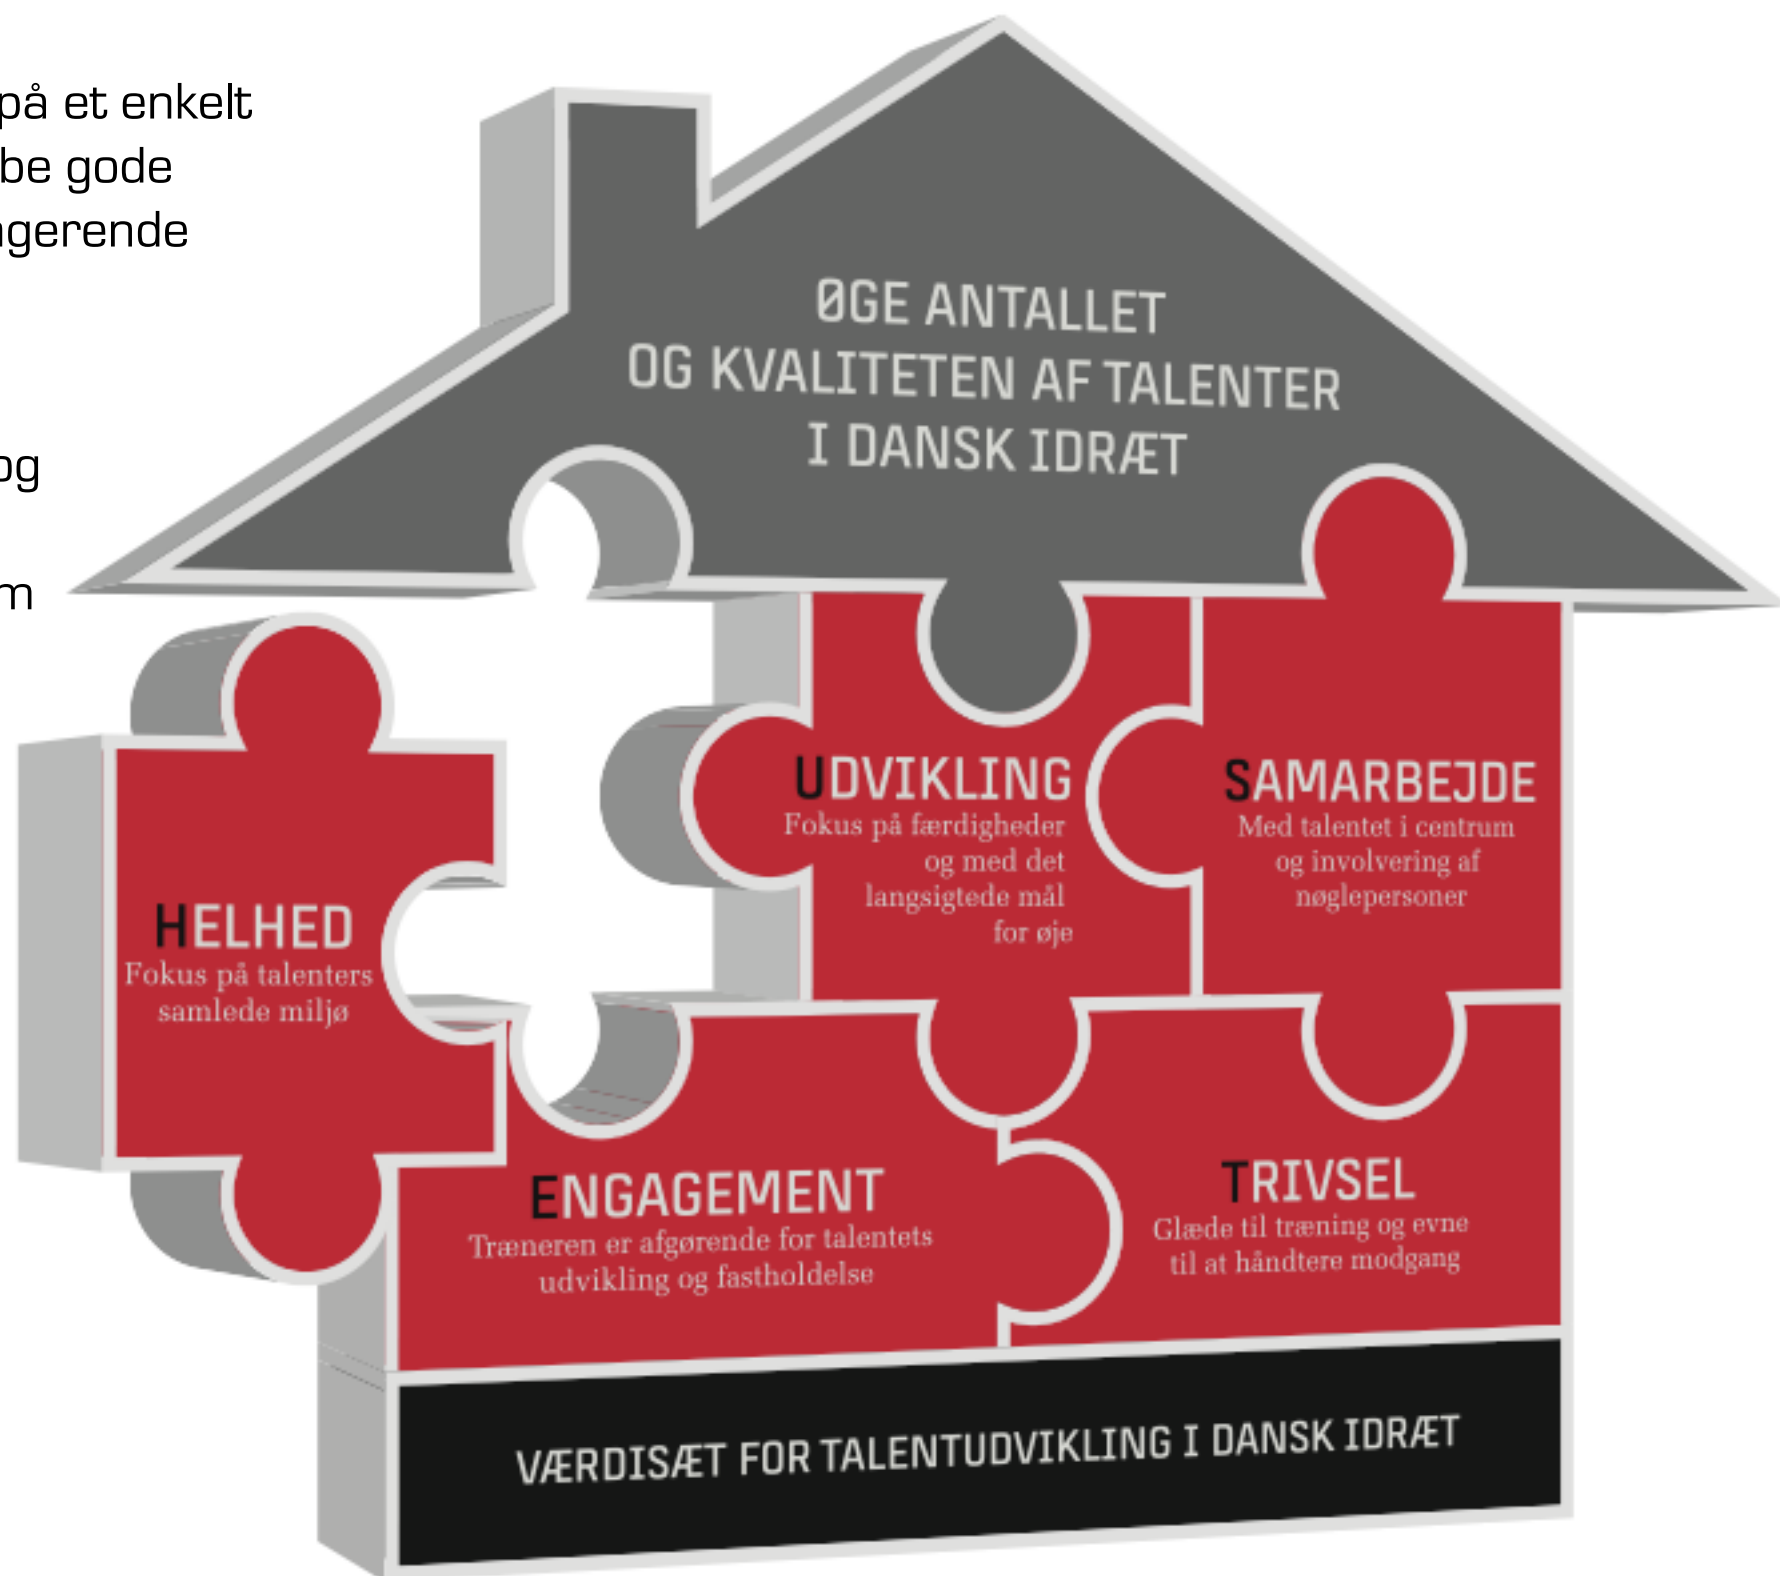 på et enkelt
be gode
gerende
og
m
ØGE ANTALLET
OG KVALITETEN AF TALENTER
I DANSK IDRÆT
HELHED
Fokus på talenters
samlede miljø
UDVIKLING
Fokus på færdigheder
og med det
langsigtede mål
for øje
SAMARBEJDE
Med talentet i centrum
og involvering af
nøglepersoner
ENGAGEMENT
Træneren er afgørende for talentets
udvikling og fastholdelse
TRIVSEL
Glæde til træning og evne
til at håndtere modgang
VÆRDISÆT FOR TALENTUDVIKLING I DANSK IDRÆT